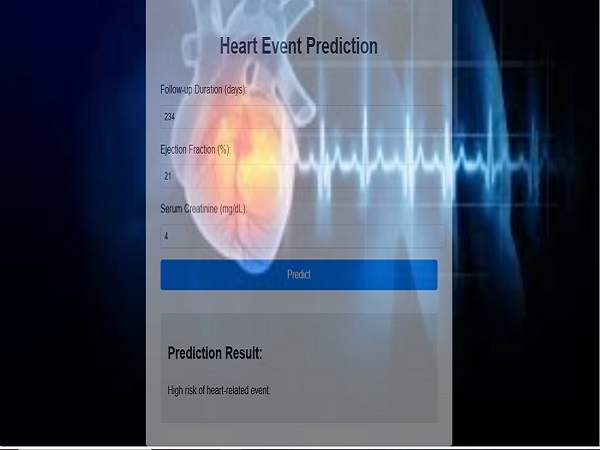 Heart Event Prediction
Follow-up Duration (days):
234
Ejection Fraction (%):
21
Serum Creatinine (mg/dL):
4
Predict
Prediction Result:
High risk of heart-related event.